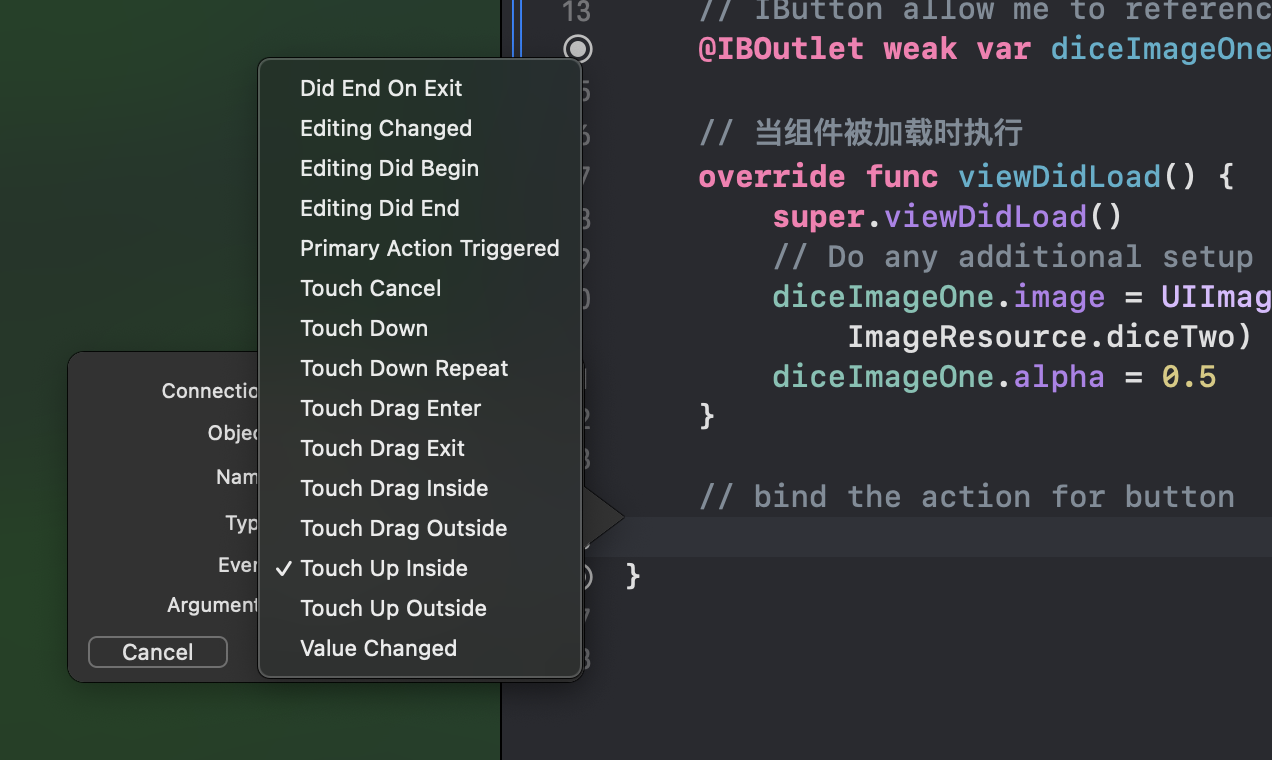 13
// IButton allow me to referenc
@IBOutlet weak var diceImageOne
// 当组件被加载时执行
override func viewDidLoad() {
super.viewDidLoad()
// Do any additional setup
diceImageOne.image = UIImag
ImageResource.diceTwo)
diceImageOne.alpha = 0.5
}
// bind the action for button
}
Did End On Exit
Editing Changed
Editing Did Begin
Editing Did End
Primary Action Triggered
Touch Cancel
Touch Down
Touch Down Repeat
Touch Drag Enter
Touch Drag Exit
Touch Drag Inside
Touch Drag Outside
✓ Touch Up Inside
Touch Up Outside
Value Changed
Connectio
Objec
Nam
Typ
Even
Argument
Cancel